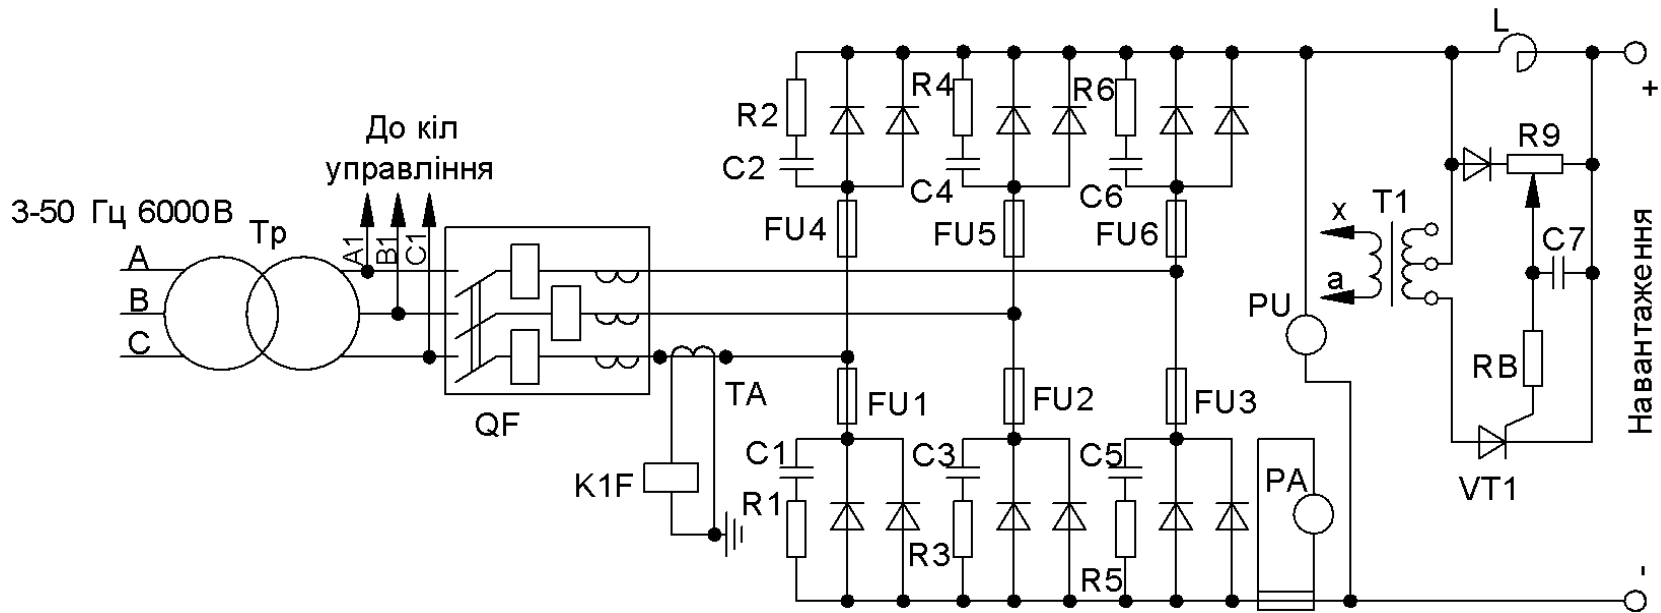 L
+
R2
R4
R6
R9
До кіл
управління
C2
C4
C6
3-50 Гц 6000В
Тр
A1
B1
C1
FU4
FU5
FU6
x
T1
C7
A
B
C
a
PU
Навантаження
TA
FU1
FU2
FU3
RB
QF
C1
C3
C5
K1F
R1
PA
VT1
R3
R5
-